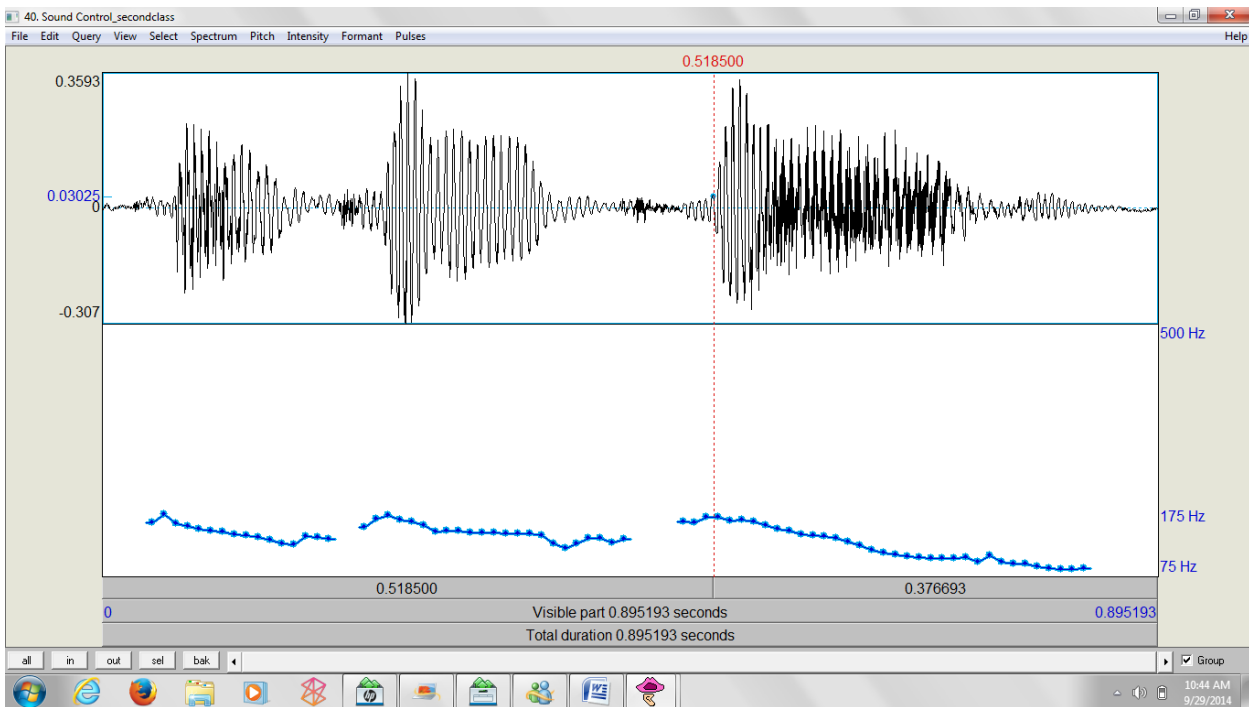 40. Sound Control_secondclass
File Edit Query View Select Spectrum Pitch Intensity Formant Pulses Help
0.518500
0.3593
0.03025
0
-0.307
500 Hz
175 Hz
75 Hz
0.518500 0.376693
0 Visible part 0.895193 seconds 0.895193
Total duration 0.895193 seconds
all in out sel bak Group
hp W
10:44 AM
9/29/2014